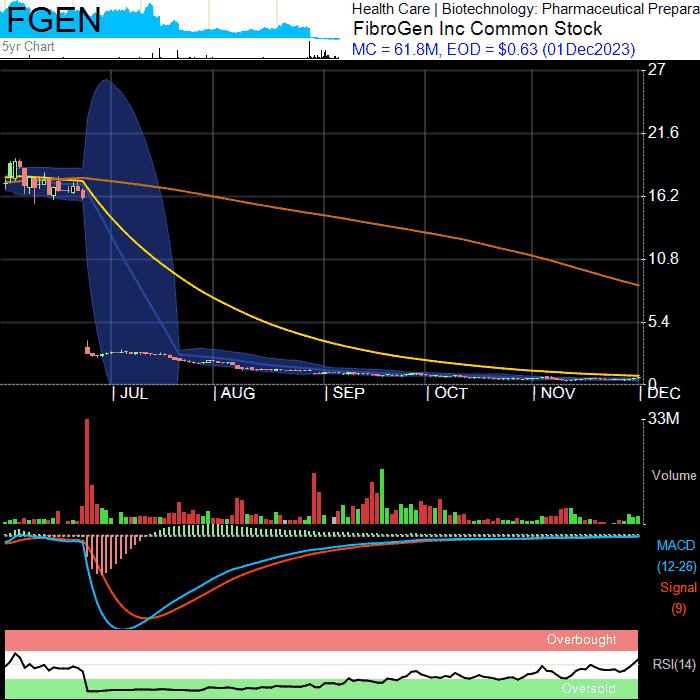 FGEN
5yr Chart
Health Care | Biotechnology: Pharmaceutical Prepara
FibroGen Inc Common Stock
MC = 61.8M, EOD = $0.63 (01Dec2023)
27
21.6
16.2
10.8
5.4
0
JUL
AUG
SEP
OCT
NOV
DEC
33M
Volume
MACD
(12-26)
Signal
(9)
Overbought
RSI(14)
Oversold